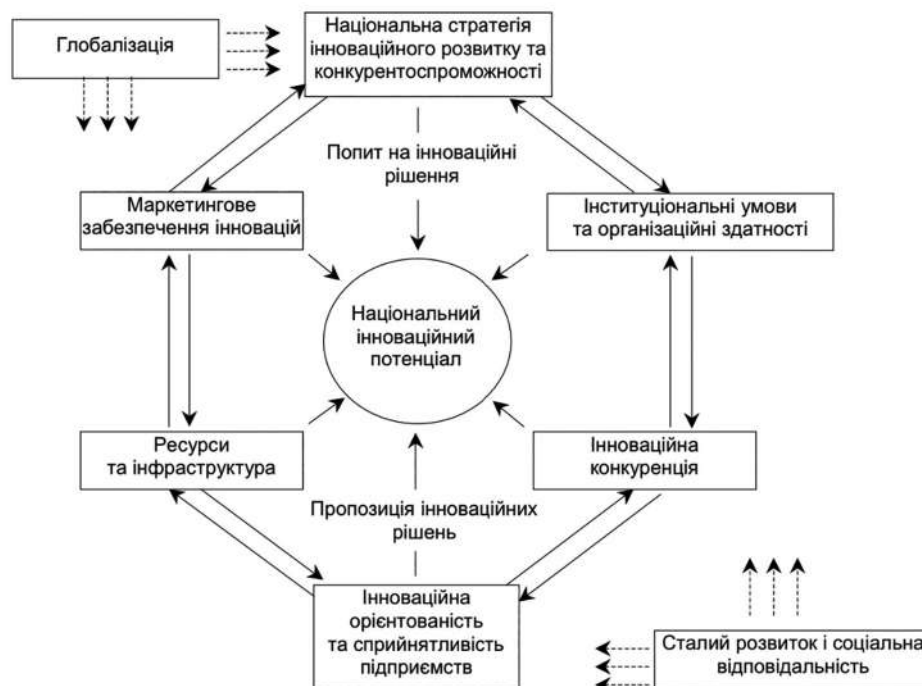 Глобалізація
Національна стратегія
інноваційного розвитку та
конкурентоспроможності
Попит на інноваційні
рішення
Маркетингове
забезпечення інновацій
Інституціональні умови
та організаційні здатності
Національний
інноваційний
потенціал
Ресурси
та інфраструктура
Інноваційна
конкуренція
Пропозиція інноваційних
рішень
Інноваційна
орієнтованість
та сприйнятливість
підприємств
Сталий розвиток і соціальна
відповідальність